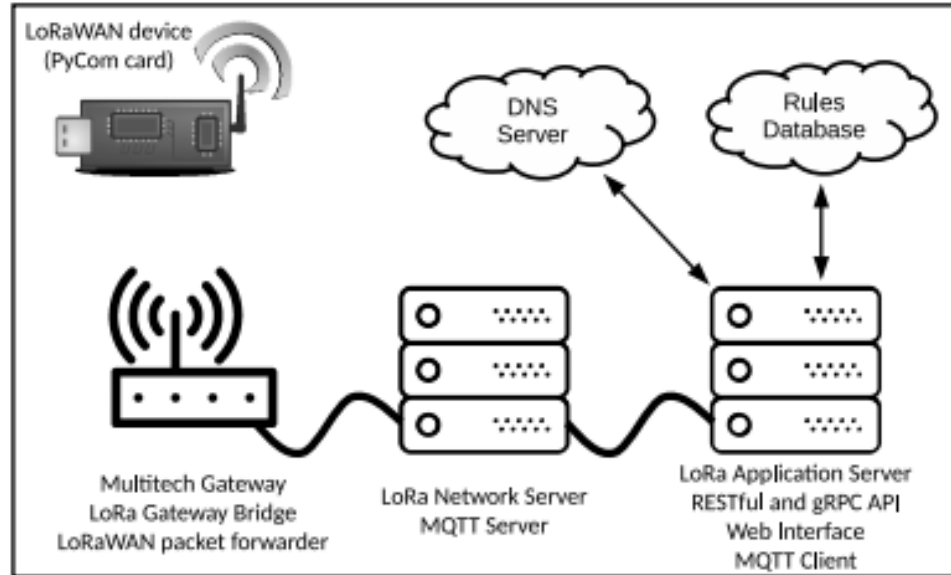 LoRaWAN device
(PyCom card)
DNS
Server
Rules
Database
Multitech Gateway
LoRa Gateway Bridge
LoRaWAN packet forwarder
LoRa Network Server
MQTT Server
LoRa Application Server
RESTful and gRPC API
Web Interface
MQTT Client